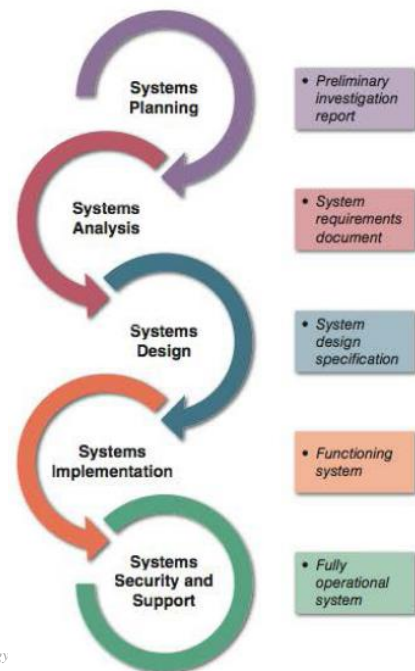 Systems
Planning
• Preliminary
investigation
report
Systems
Analysis
• System
requirements
document
Systems
Design
• System
design
specification
Systems
Implementation
• Functioning
system
Systems
Security and
Support
• Fully
operational
system